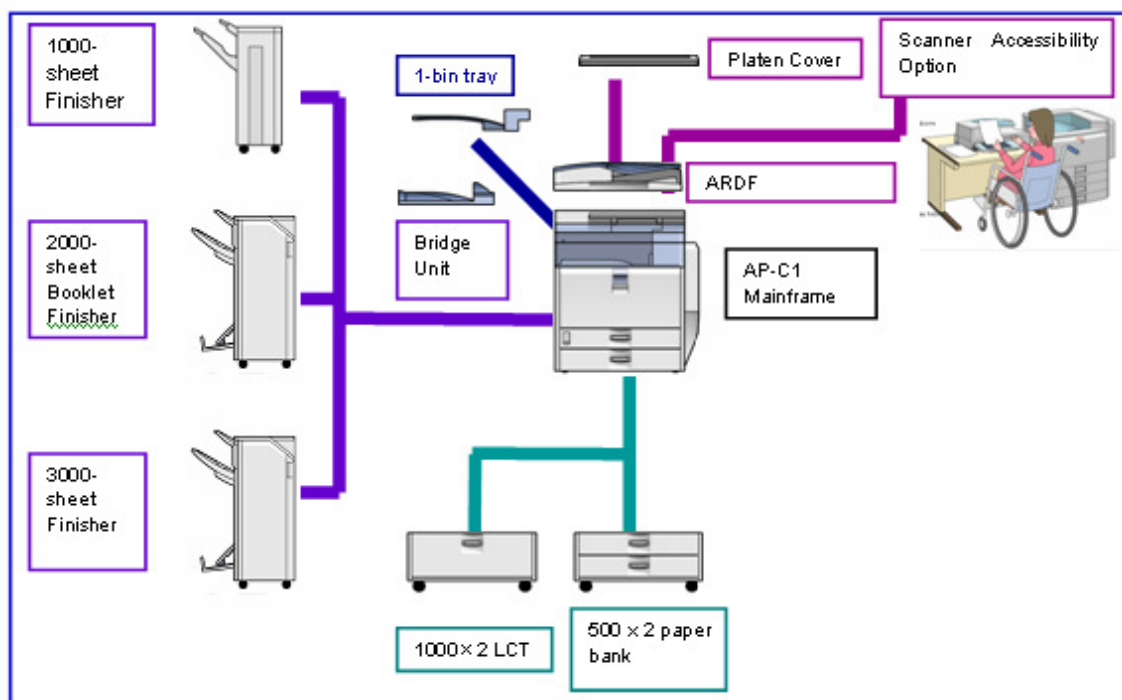 1000-
sheet
Finisher
1-bin tray
Platen Cover
Scanner Accessibility
Option
ARDF
2000-
sheet
Booklet
Finisher
Bridge
Unit
AP-C1
Mainframe
3000-
sheet
Finisher
1000 × 2 LCT
500 × 2 paper
bank